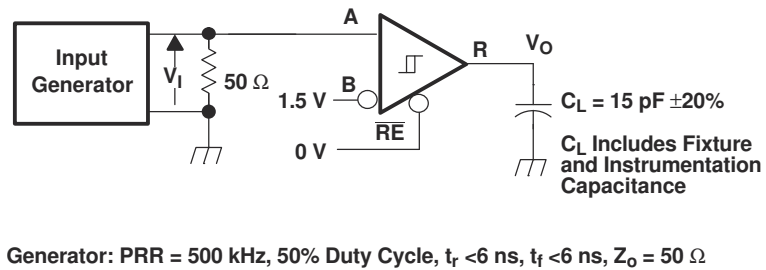 Input
Generator
V_I
50 Ω
A
B
1.5 V
RE
0 V
R
V_O
C_L = 15 pF ±20%
C_L Includes Fixture
and Instrumentation
Capacitance
Generator: PRR = 500 kHz, 50% Duty Cycle, t_r <6 ns, t_f <6 ns, Z_o = 50 Ω